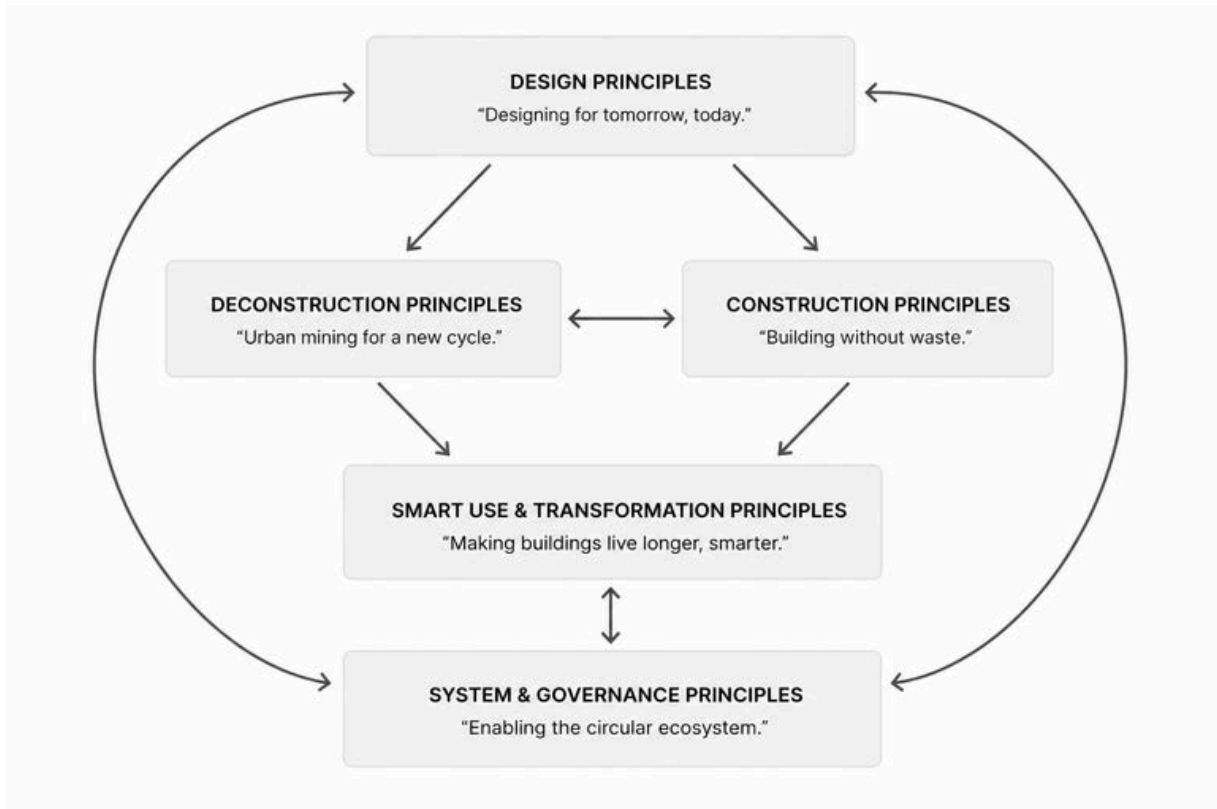 DESIGN PRINCIPLES
“Designing for tomorrow, today.”
DECONSTRUCTION PRINCIPLES
“Urban mining for a new cycle.”
CONSTRUCTION PRINCIPLES
“Building without waste.”
SMART USE & TRANSFORMATION PRINCIPLES
“Making buildings live longer, smarter.”
SYSTEM & GOVERNANCE PRINCIPLES
“Enabling the circular ecosystem.”